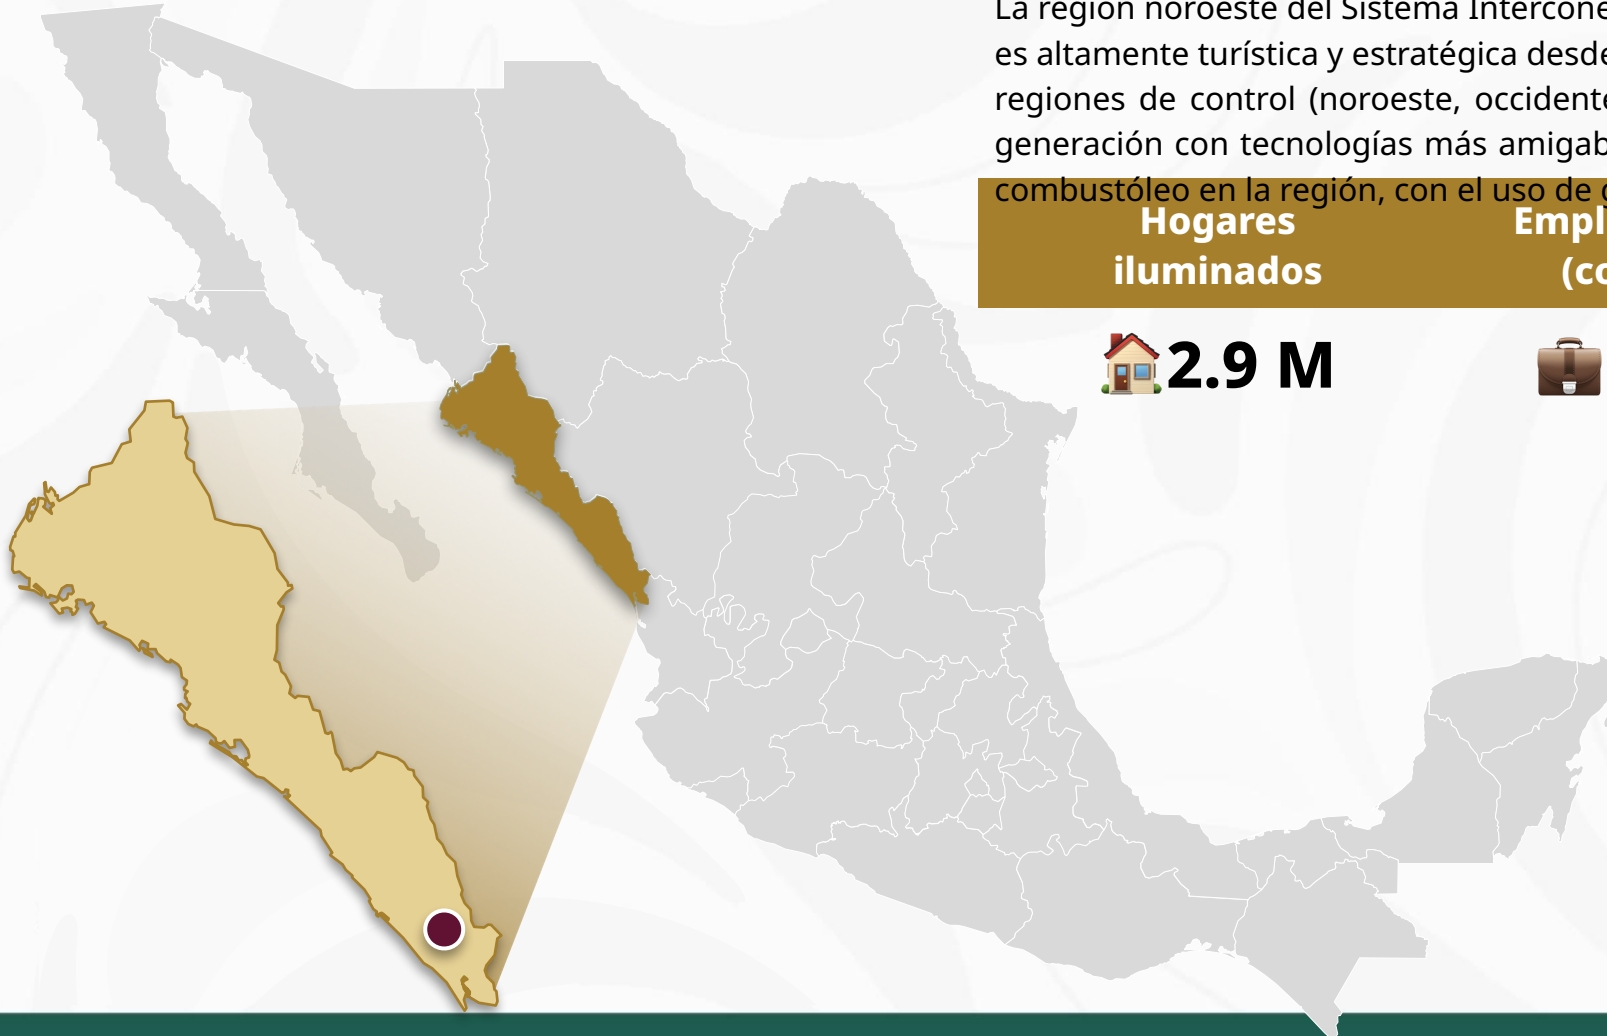 La región noroeste del Sistema Intercone
es altamente turística y estratégica desde
regiones de control (noroeste, occidente
generación con tecnologías más amigab
combustóleo en la región, con el uso de g
Hogares
iluminados
Empl
(co
2.9 M